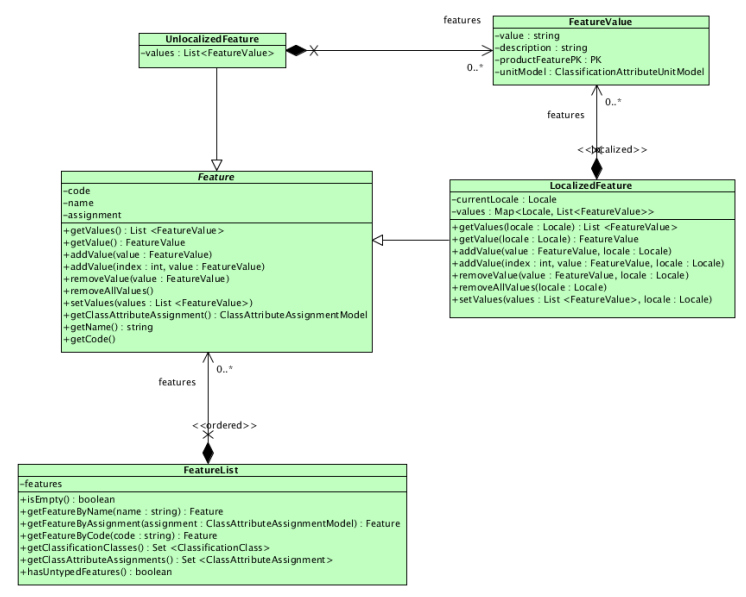 UnlocalizedFeature
-values : List<FeatureValue>
features
0..*
FeatureValue
-value : string
-description : string
-productFeaturePK : PK
-unitModel : ClassificationAttributeUnitModel
0..*
features
<<localized>>
Feature
-code
-name
-assignment
+getValues() : List <FeatureValue>
+getValue() : FeatureValue
+addValue(value : FeatureValue)
+addValue(index : int, value : FeatureValue)
+removeValue(value : FeatureValue)
+removeAllValues()
+setValues(values : List <FeatureValue>)
+getClassAttributeAssignment() : ClassAttributeAssignmentModel
+getName() : string
+getCode()
LocalizedFeature
-currentLocale : Locale
-values : Map<Locale, List<FeatureValue>>
+getValues(locale : Locale) : List <FeatureValue>
+getValue(locale : Locale) : FeatureValue
+addValue(value : FeatureValue, locale : Locale)
+addValue(index : int, value : FeatureValue, locale : Locale)
+removeValue(value : FeatureValue, locale : Locale)
+removeAllValues(locale : Locale)
+setValues(values : List <FeatureValue>, locale : Locale)
0..*
features
<<ordered>>
FeatureList
-features
+isEmpty() : boolean
+getFeatureByName(name : string) : Feature
+getFeatureByAssignment(assignment : ClassAttributeAssignmentModel) : Feature
+getFeatureByCode(code : string) : Feature
+getClassificationClasses() : Set <ClassificationClass>
+getClassAttributeAssignments() : Set <ClassAttributeAssignment>
+hasUntypedFeatures() : boolean